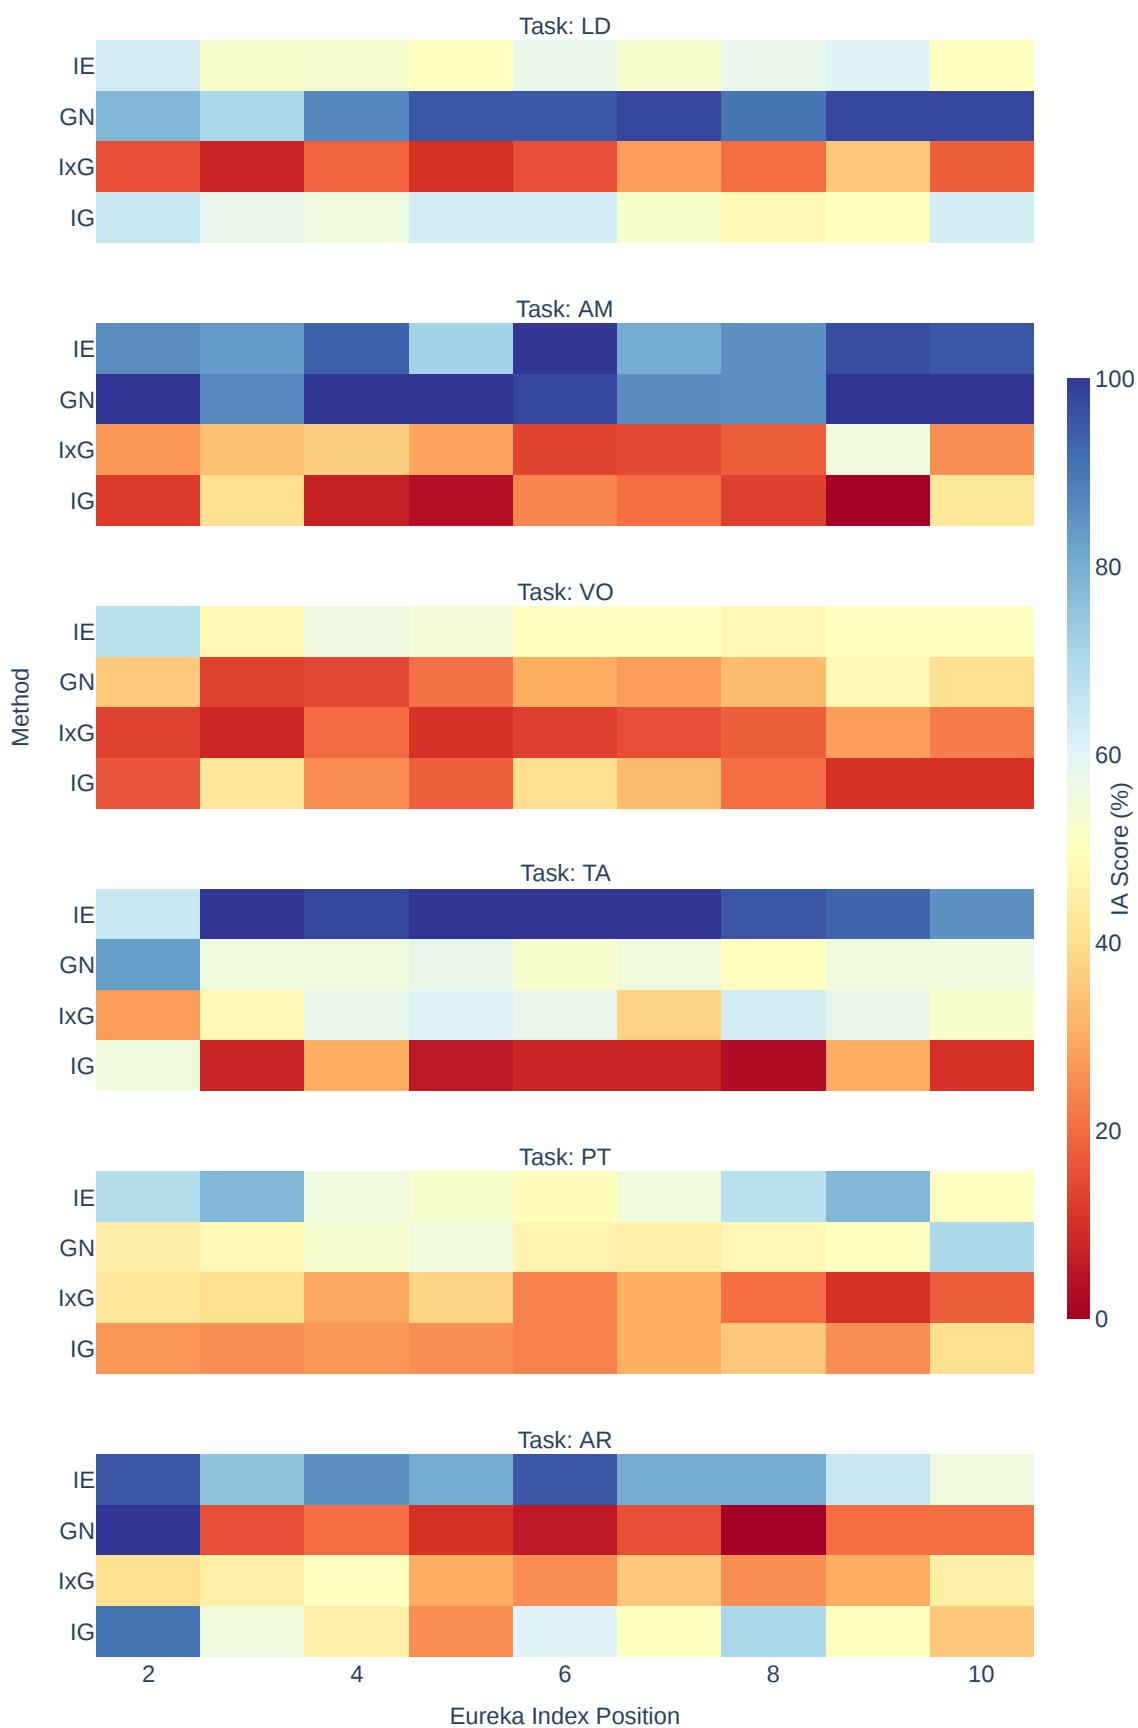 Task: LD
IE
GN
IxG
IG
Task: AM
IE
GN
IxG
IG
Task: VO
IE
GN
IxG
IG
Task: TA
IE
GN
IxG
IG
Task: PT
IE
GN
IxG
IG
Task: AR
IE
GN
IxG
IG
2 4 6 8 10
Eureka Index Position
Method
100
80
60
40
20
0
IA Score (%)